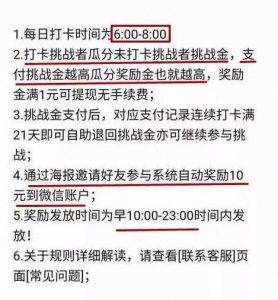 1.每日打卡时间为6:00-8:00
2.打卡挑战者瓜分未打卡挑战者挑战金，支
付挑战金越高瓜分奖励金也就越高，奖励
金满1元可提现无手续费；
3.挑战金支付后，对应支付记录连续打卡满
21天即可自助退回挑战金亦可继续参与挑
战；
4.通过海报邀请好友参与系统自动奖励10
元到微信账户；
5.奖励发放时间为早10:00-23:00时间内发
放！
6.关于规则详细解读，请查看[联系客服]页
面[常见问题]；